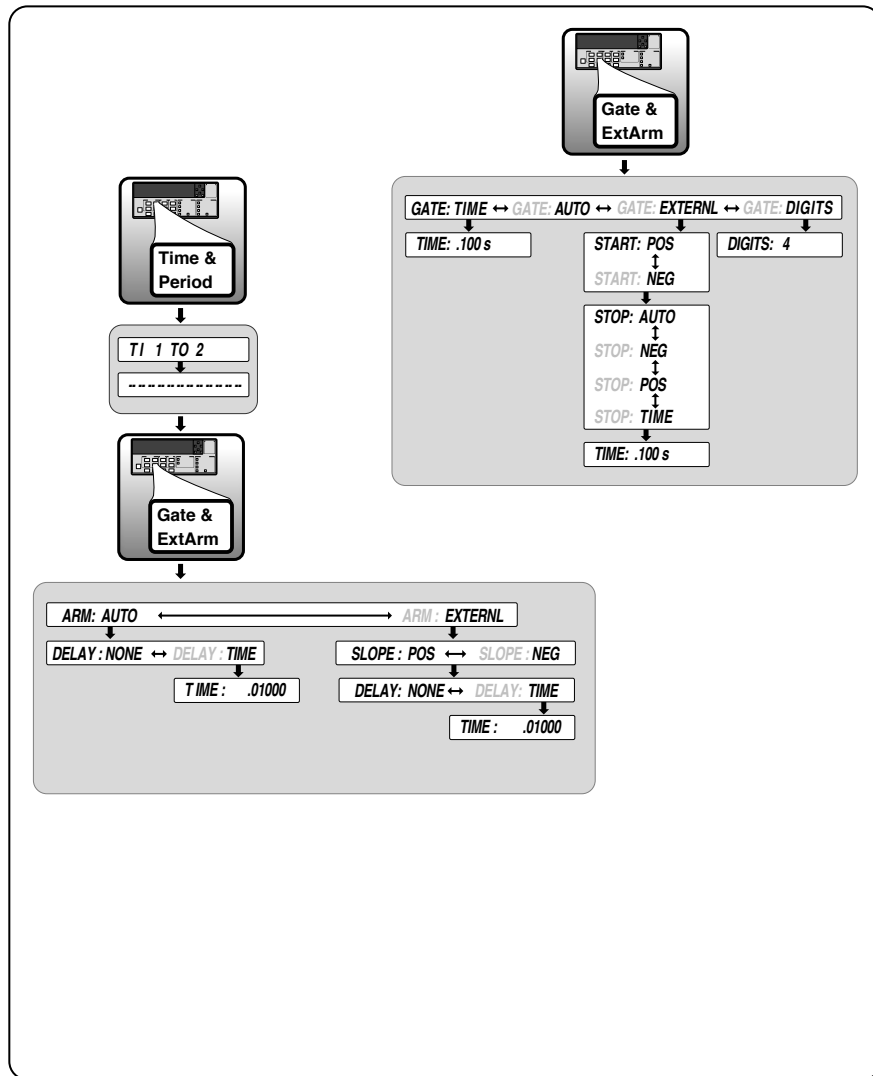 Gate &
ExtArm
GATE: TIME ↔ GATE: AUTO ↔ GATE: EXTERNL ↔ GATE: DIGITS
TIME: .100 s
START: POS
START: NEG
DIGITS: 4
STOP: AUTO
STOP: NEG
STOP: POS
STOP: TIME
TIME: .100 s
Time &
Period
TI 1 TO 2
-- -- -- -- -- -- -- -- -- -- -- --
Gate &
ExtArm
ARM: AUTO ↔ ARM : EXTERNL
DELAY : NONE ↔ DELAY : TIME
TIME : .01000
SLOPE : POS ↔ SLOPE : NEG
DELAY: NONE ↔ DELAY: TIME
TIME : .01000